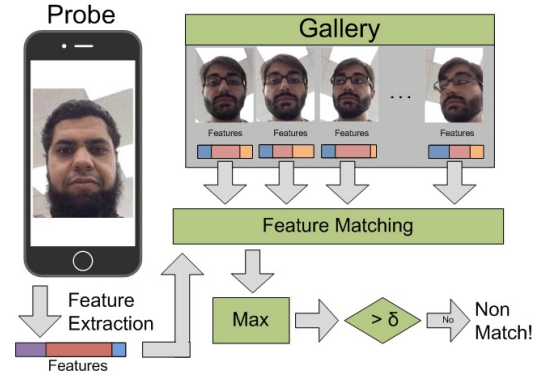 Probe
Gallery
Features
Features
Features
...
Features
Feature Matching
Feature
Extraction
Features
Max
> δ
No
Non
Match!